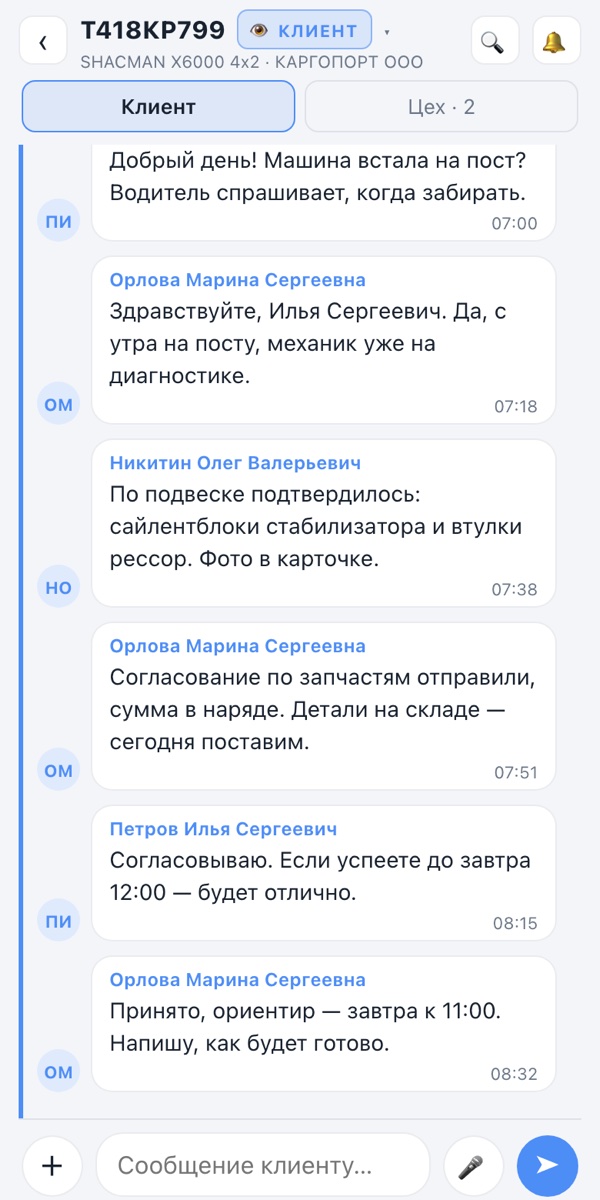 ‹ Т418КР799 👁 КЛИЕНТ ▾
SHACMAN X6000 4x2 · КАРГОПОРТ ООО
Клиент
Цех · 2
Добрый день! Машина встала на пост?
Водитель спрашивает, когда забирать.
ПИ
07:00
Орлова Марина Сергеевна
Здравствуйте, Илья Сергеевич. Да, с
утра на посту, механик уже на
диагностике.
ОМ
07:18
Никитин Олег Валерьевич
По подвеске подтвердилось:
сайлентблоки стабилизатора и втулки
рессор. Фото в карточке.
НО
07:38
Орлова Марина Сергеевна
Согласование по запчастям отправили,
сумма в наряде. Детали на складе —
сегодня поставим.
ОМ
07:51
Петров Илья Сергеевич
Согласовываю. Если успеете до завтра
12:00 — будет отлично.
ПИ
08:15
Орлова Марина Сергеевна
Принято, ориентир — завтра к 11:00.
Напишу, как будет готово.
ОМ
08:32
+ Сообщение клиенту...